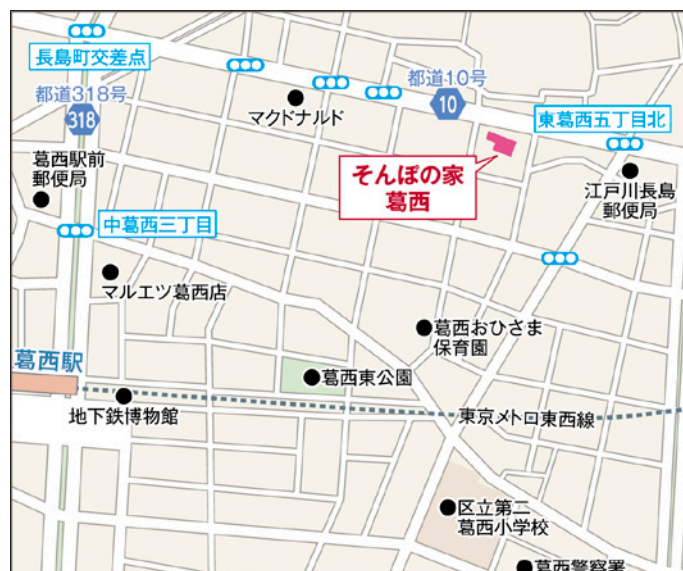 長島町交差点
都道318号
318
マクドナルド
都道10号
10
東葛西五丁目北
葛西駅前
郵便局
そんぽの家
葛西
江戸川長島
郵便局
中葛西三丁目
マルエツ葛西店
葛西おひさま
保育園
葛西駅
葛西東公園
地下鉄博物館
東京メトロ東西線
区立第二
葛西小学校
葛西警察署